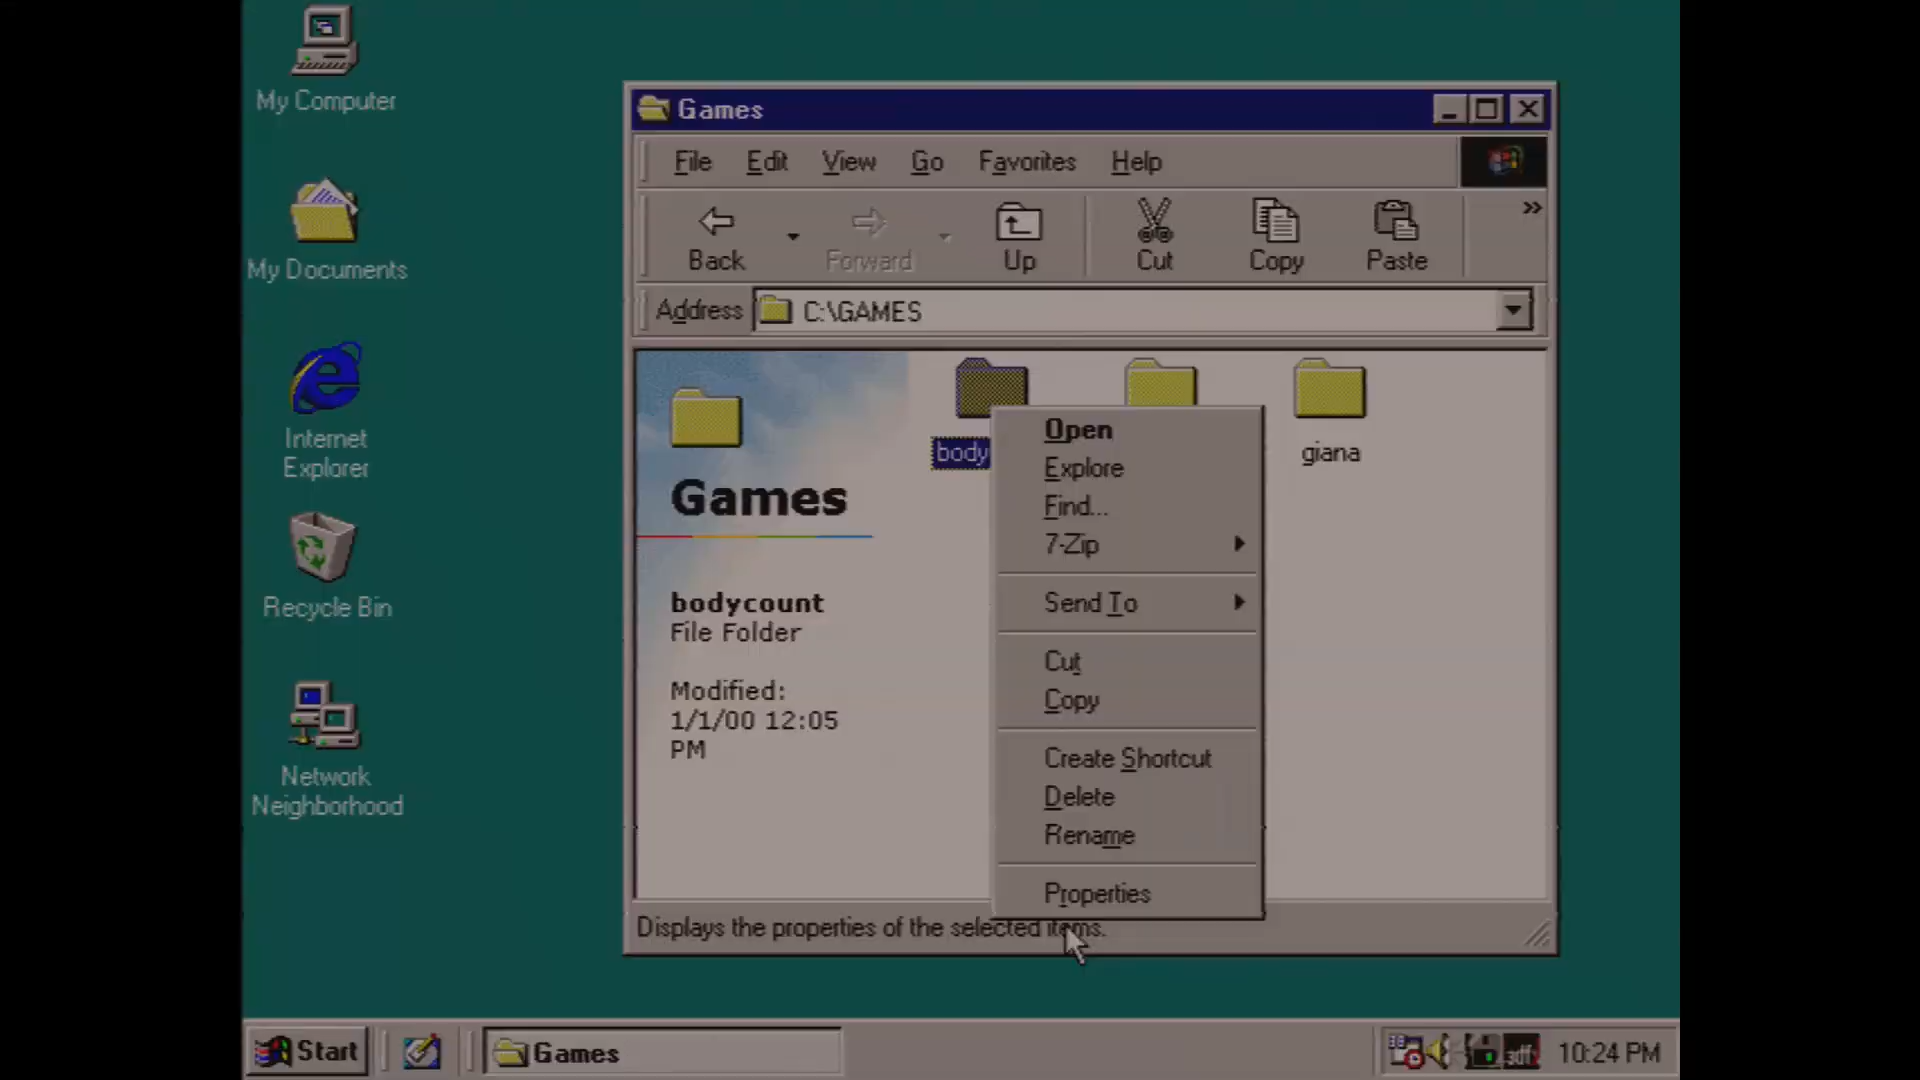 My Computer
My Documents
Internet
Explorer
Recycle Bin
Network
Neighborhood
Games
File Edit View Go Favorites Help
Back Forward Up Cut Copy Paste »
Address C:\GAMES
Games
bodycount
File Folder
Modified:
1/1/00 12:05
PM
body
giana
Open
Explore
Find...
7-Zip
Send To
Cut
Copy
Create Shortcut
Delete
Rename
Properties
Displays the properties of the selected items.
Start Games 3dfx 10:24 PM